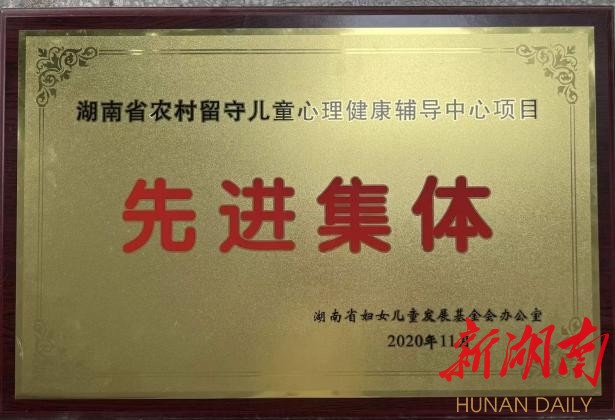 湖南省农村留守儿童心理健康辅导中心项目
先进集体
湖南省妇女儿童发展基金会办公室
2020年11月
新湖南
HUNAN DAILY